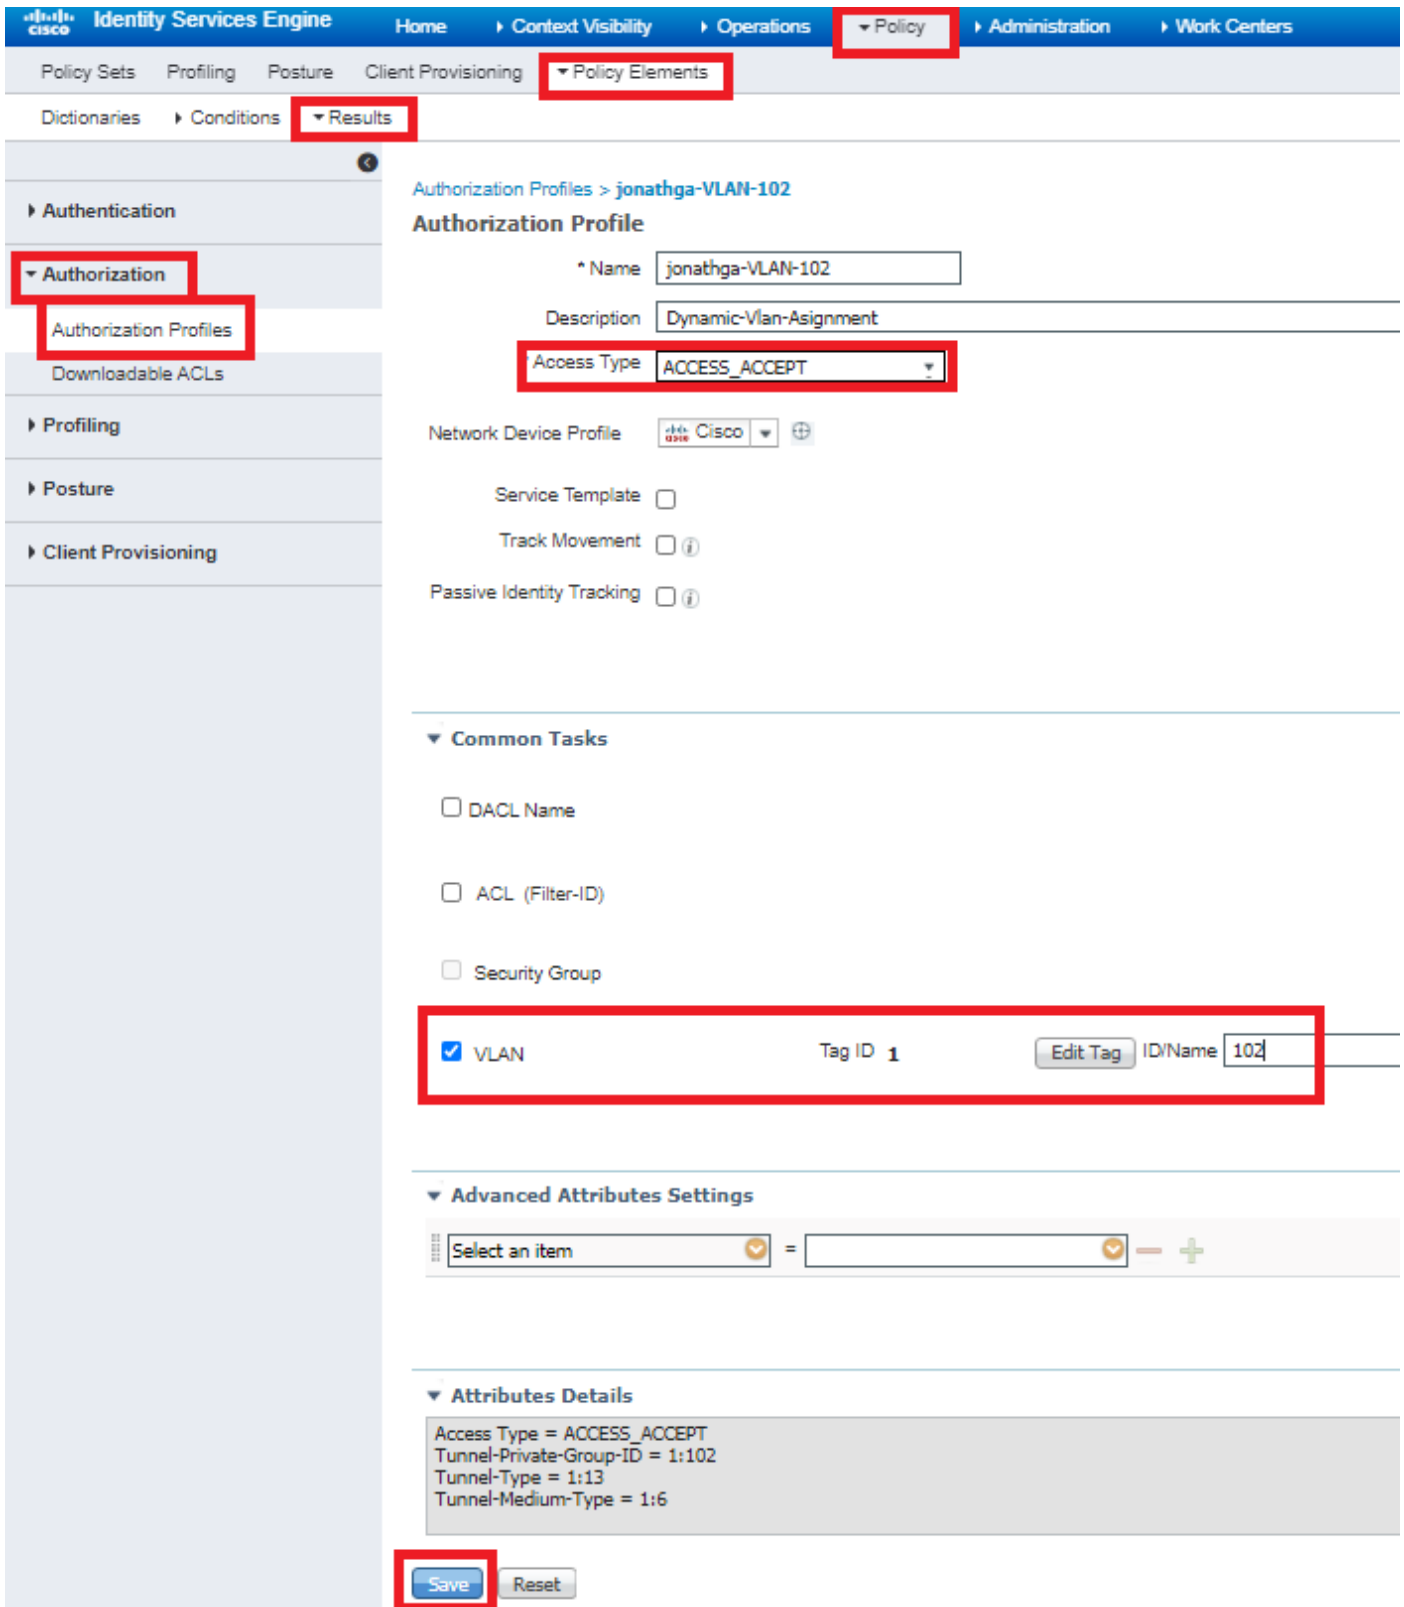 cisco Identity Services Engine Home Context Visibility Operations Policy Administration Work Centers
Policy Sets Profiling Posture Client Provisioning Policy Elements
Dictionaries Conditions Results
Authentication
Authorization
Authorization Profiles
Downloadable ACLs
Profiling
Posture
Client Provisioning
Authorization Profiles > jonathga-VLAN-102
Authorization Profile
* Name jonathga-VLAN-102
Description Dynamic-Vlan-Asignment
* Access Type ACCESS_ACCEPT
Network Device Profile cisco Cisco
Service Template
Track Movement i
Passive Identity Tracking i
Common Tasks
DACL Name
ACL (Filter-ID)
Security Group
VLAN Tag ID 1 Edit Tag ID/Name 102
Advanced Attributes Settings
Select an item =
Attributes Details
Access Type = ACCESS_ACCEPT
Tunnel-Private-Group-ID = 1:102
Tunnel-Type = 1:13
Tunnel-Medium-Type = 1:6
Save Reset